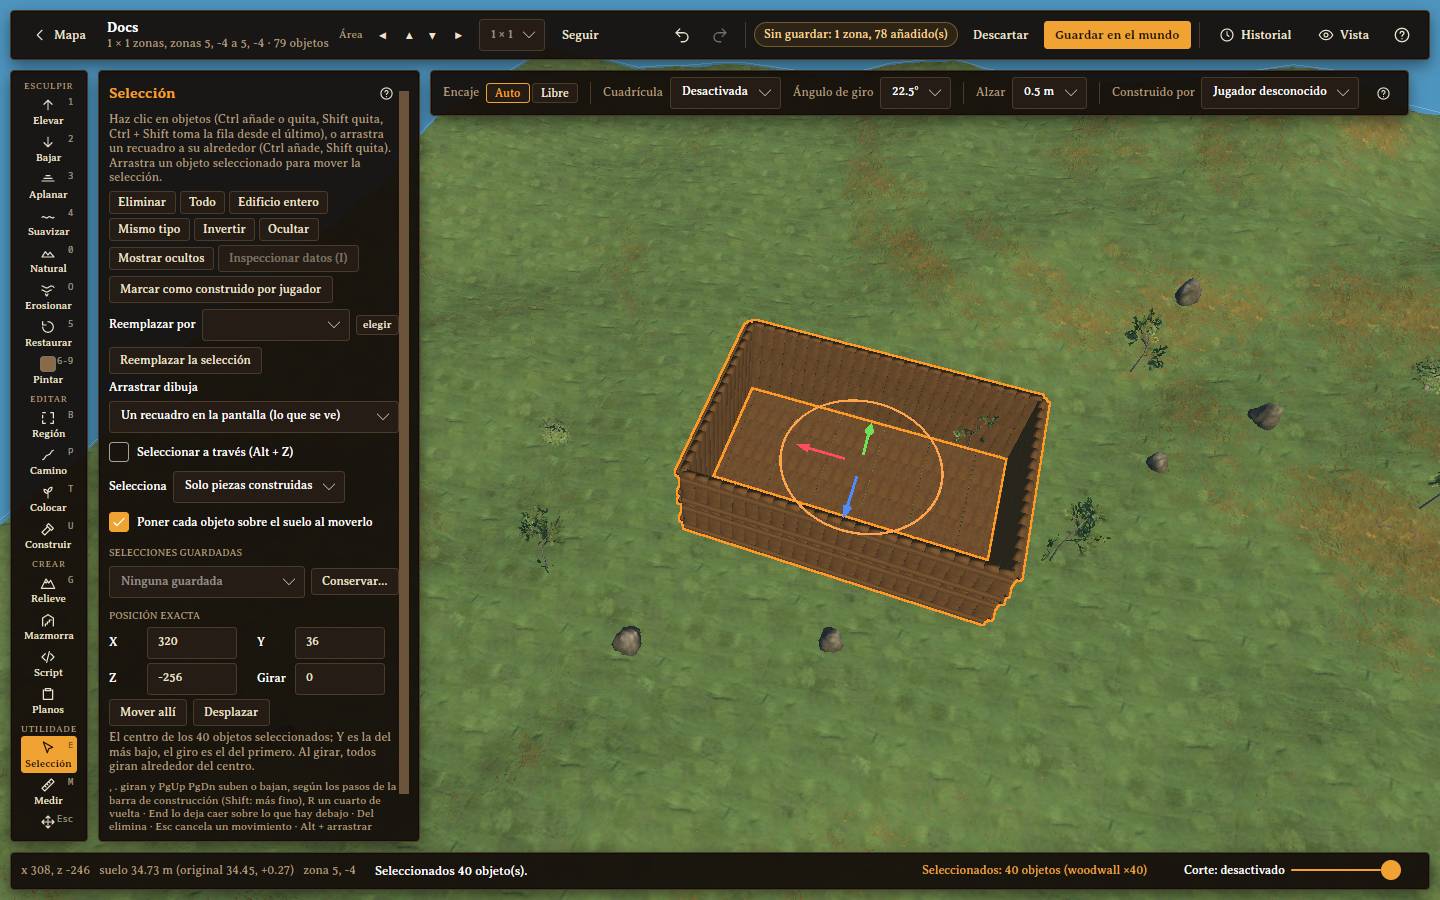 Mapa
Docs
1 × 1 zonas, zonas 5, -4 a 5, -4 · 79 objetos
Área
1 × 1
Seguir
Sin guardar: 1 zona, 78 añadido(s)
Descartar
Guardar en el mundo
Historial
Vista
ESCULPIR
1
Elevar
2
Bajar
3
Aplanar
4
Suavizar
0
Natural
O
Erosionar
5
Restaurar
6-9
Pintar
EDITAR
B
Región
P
Camino
T
Colocar
U
Construir
CREAR
G
Relieve
Mazmorra
Script
Planos
UTILIDADE
E
Selección
M
Medir
Esc
Selección
Haz clic en objetos (Ctrl añade o quita, Shift quita,
Ctrl + Shift toma la fila desde el último), o arrastra
un recuadro a su alrededor (Ctrl añade, Shift quita).
Arrastra un objeto seleccionado para mover la
selección.
Eliminar
Todo
Edificio entero
Mismo tipo
Invertir
Ocultar
Mostrar ocultos
Inspeccionar datos (I)
Marcar como construido por jugador
Reemplazar por
elegir
Reemplazar la selección
Arrastrar dibuja
Un recuadro en la pantalla (lo que se ve)
Seleccionar a través (Alt + Z)
Selecciona
Solo piezas construidas
Poner cada objeto sobre el suelo al moverlo
SELECCIONES GUARDADAS
Ninguna guardada
Conservar...
POSICIÓN EXACTA
X 320 Y 36
Z -256 Girar 0
Mover allí
Desplazar
El centro de los 40 objetos seleccionados; Y es la del
más bajo, el giro es el del primero. Al girar, todos
giran alrededor del centro.
, . giran y PgUp PgDn suben o bajan, según los pasos de la
barra de construcción (Shift: más fino), R un cuarto de
vuelta · End lo deja caer sobre lo que hay debajo · Del
elimina · Esc cancela un movimiento · Alt + arrastrar
Encaje
Auto
Libre
Cuadrícula
Desactivada
Ángulo de giro
22.5°
Alzar
0.5 m
Construido por
Jugador desconocido
x 308, z -246 suelo 34.73 m (original 34.45, +0.27) zona 5, -4
Seleccionados 40 objeto(s).
Seleccionados: 40 objetos (woodwall ×40)
Corte: desactivado